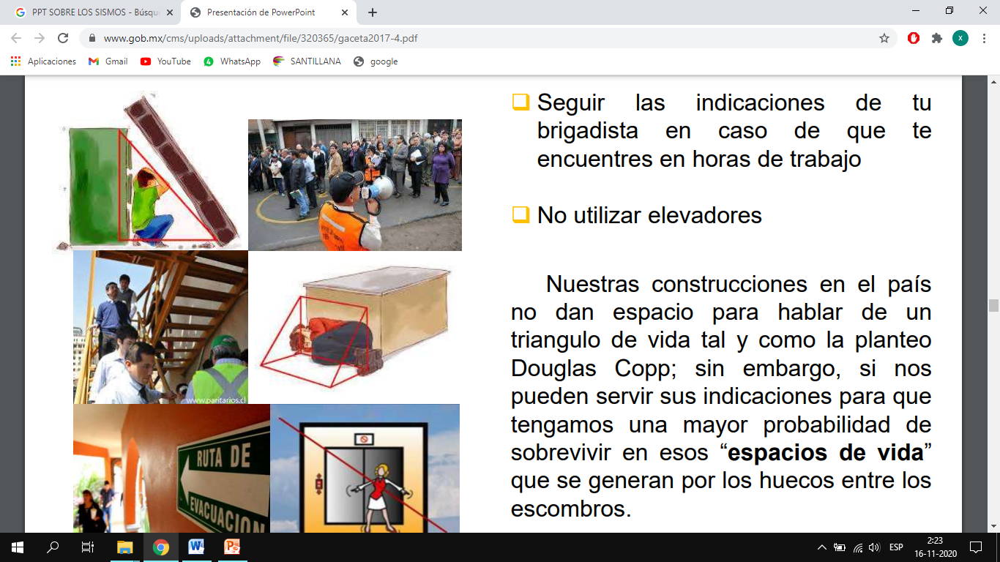 PPT SOBRE LOS SISMOS - Búsqu
Presentación de PowerPoint
www.gob.mx/cms/uploads/attachment/file/320365/gaceta2017-4.pdf
x
Aplicaciones
Gmail
YouTube
WhatsApp
SANTILLANA
google
Seguir las indicaciones de tu
brigadista en caso de que te
encuentres en horas de trabajo
No utilizar elevadores
Nuestras construcciones en el país
no dan espacio para hablar de un
triangulo de vida tal y como la planteo
Douglas Copp; sin embargo, si nos
pueden servir sus indicaciones para que
tengamos una mayor probabilidad de
sobrevivir en esos “espacios de vida”
que se generan por los huecos entre los
escombros.
www.paritarios.cl
RUTA DE
EVACUACION
ESP
2:23
16-11-2020